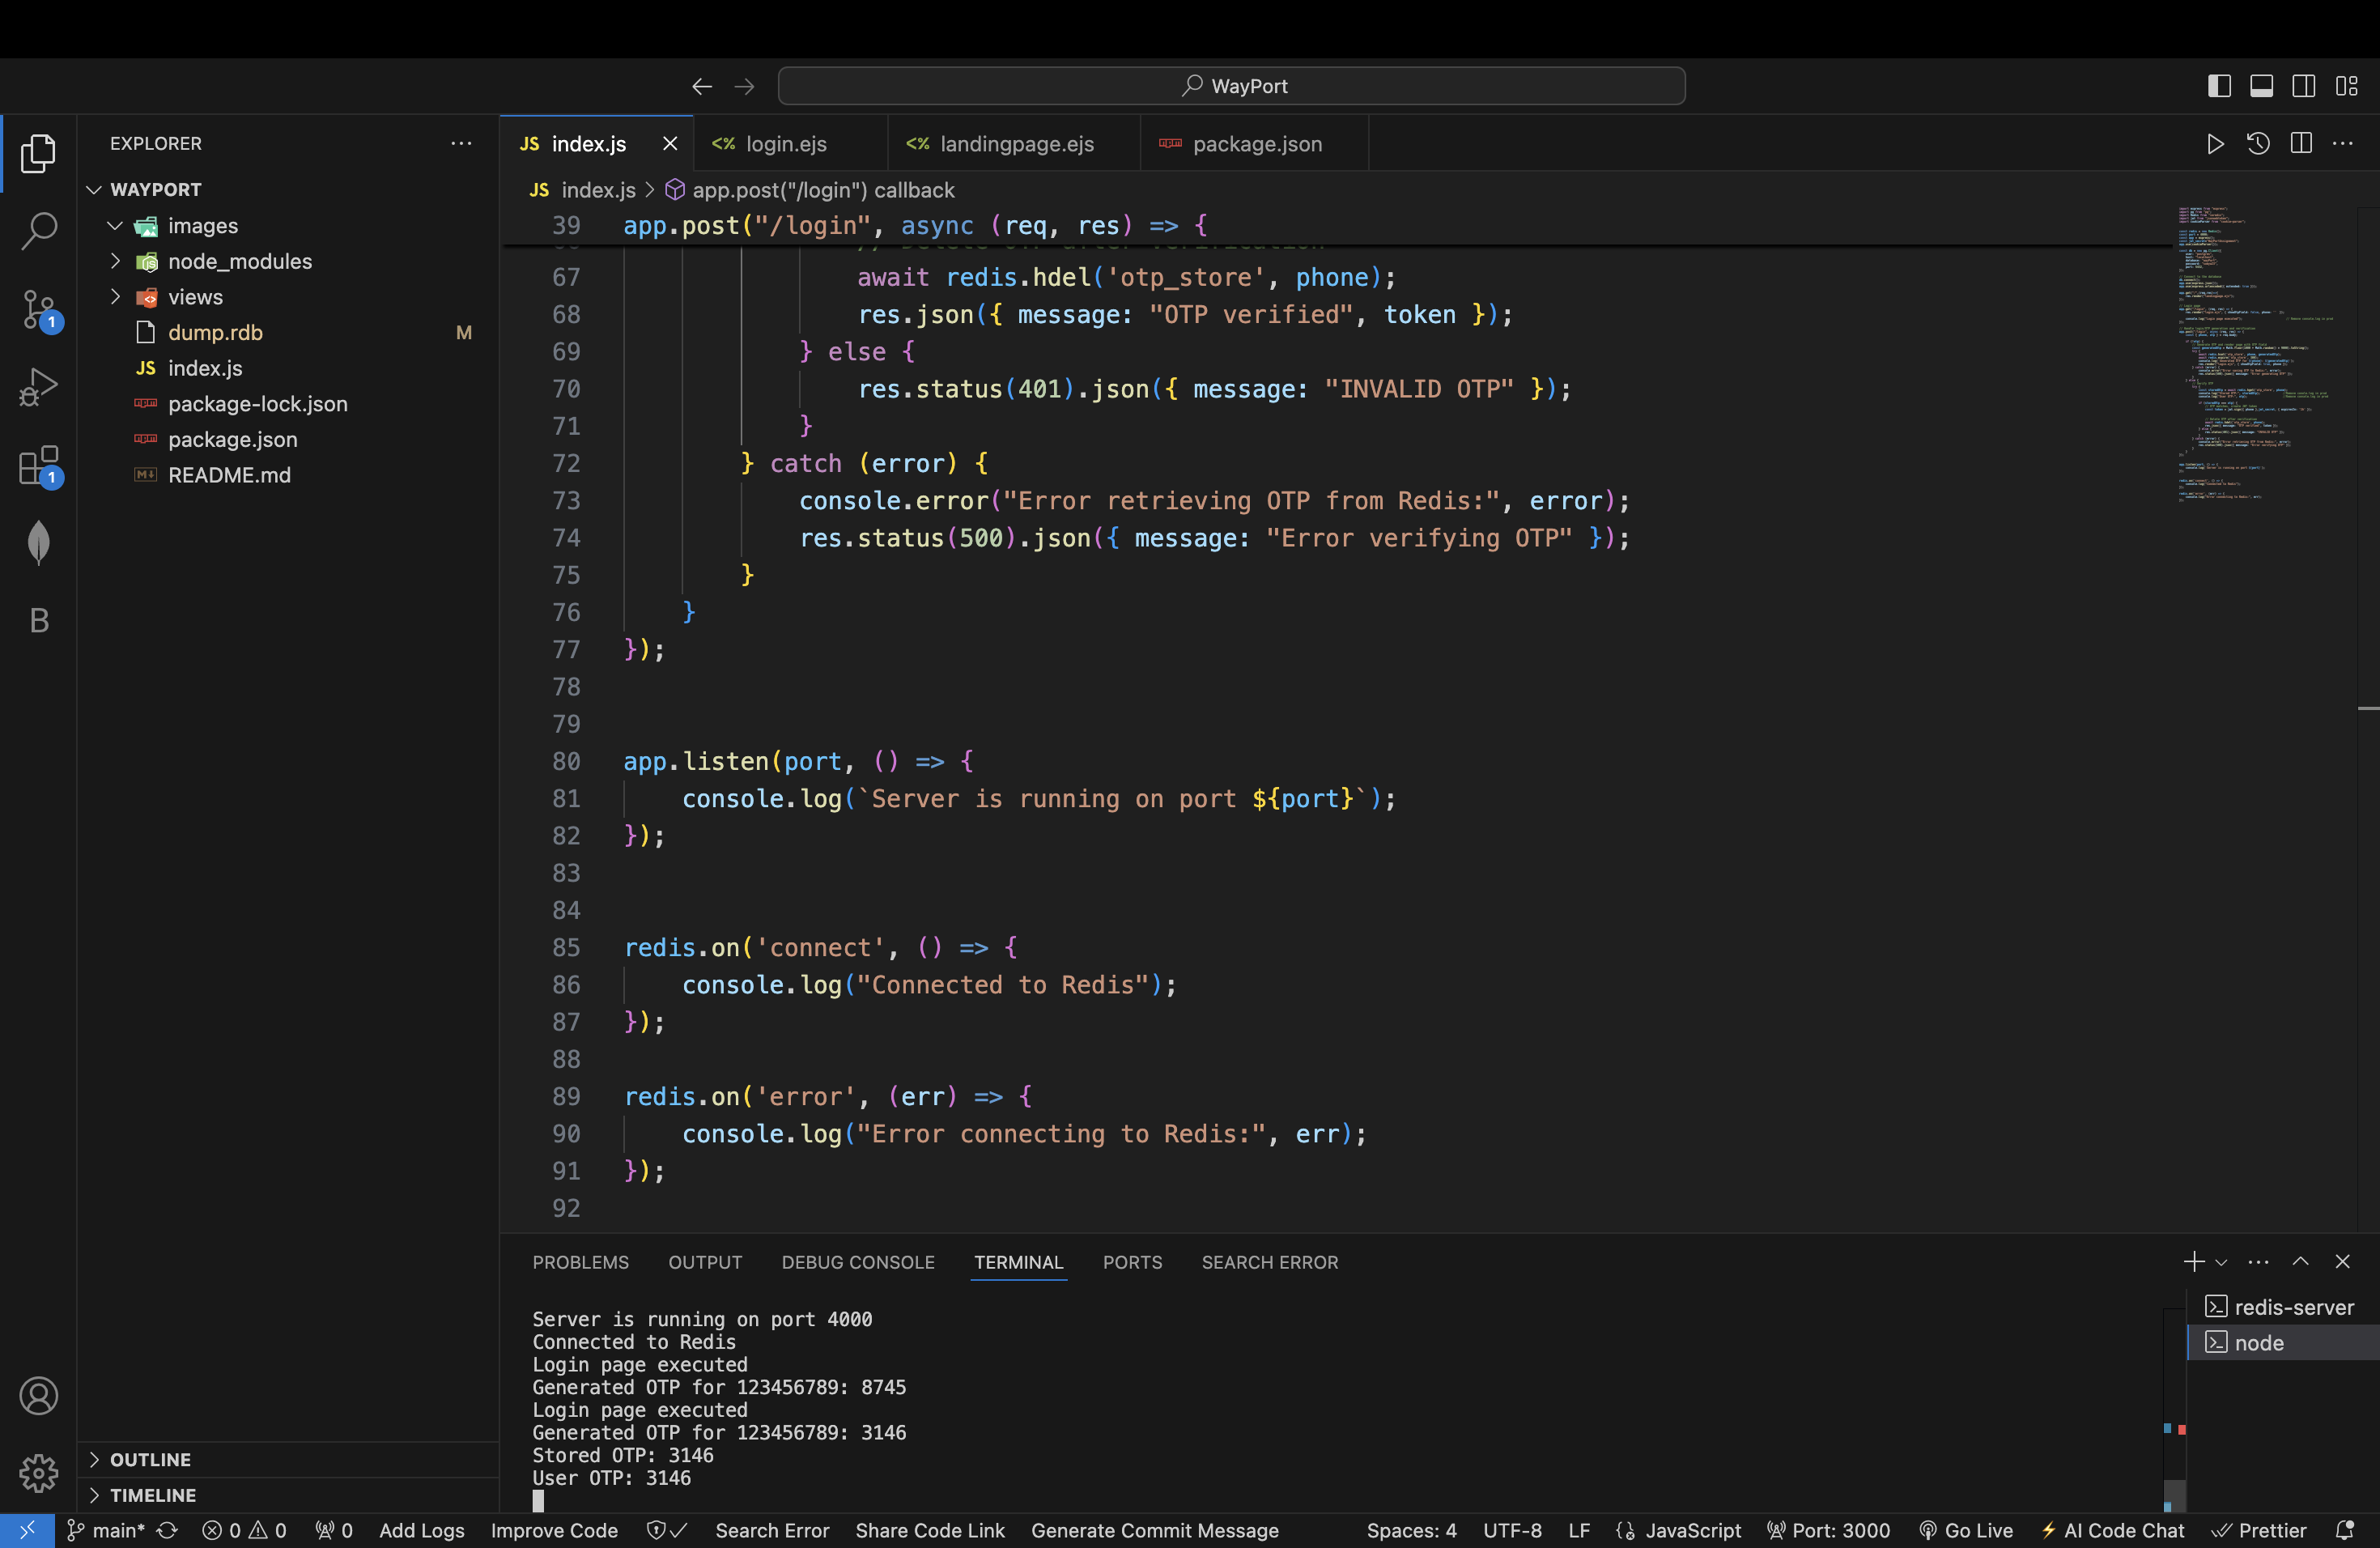 WayPort
EXPLORER
WAYPORT
images
node_modules
views
dump.rdb M
JS index.js
package-lock.json
package.json
README.md
OUTLINE
TIMELINE
1
1
B
JS index.js
<% login.ejs
<% landingpage.ejs
package.json
JS index.js > app.post("/login") callback
39 app.post("/login", async (req, res) => {
67 await redis.hdel('otp_store', phone);
68 res.json({ message: "OTP verified", token });
69 } else {
70 res.status(401).json({ message: "INVALID OTP" });
71 }
72 } catch (error) {
73 console.error("Error retrieving OTP from Redis:", error);
74 res.status(500).json({ message: "Error verifying OTP" });
75 }
76 }
77 });
78
79
80 app.listen(port, () => {
81 console.log(`Server is running on port ${port}`);
82 });
83
84
85 redis.on('connect', () => {
86 console.log("Connected to Redis");
87 });
88
89 redis.on('error', (err) => {
90 console.log("Error connecting to Redis:", err);
91 });
92
PROBLEMS OUTPUT DEBUG CONSOLE TERMINAL PORTS SEARCH ERROR
Server is running on port 4000
Connected to Redis
Login page executed
Generated OTP for 123456789: 8745
Login page executed
Generated OTP for 123456789: 3146
Stored OTP: 3146
User OTP: 3146
redis-server
node
main* 0 0 0 Add Logs Improve Code Search Error Share Code Link Generate Commit Message Spaces: 4 UTF-8 LF JavaScript Port: 3000 Go Live AI Code Chat Prettier